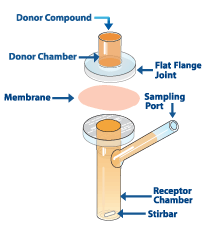 Donor Compound
Donor Chamber
Flat Flange
Joint
Membrane
Sampling
Port
Receptor
Chamber
Stirbar